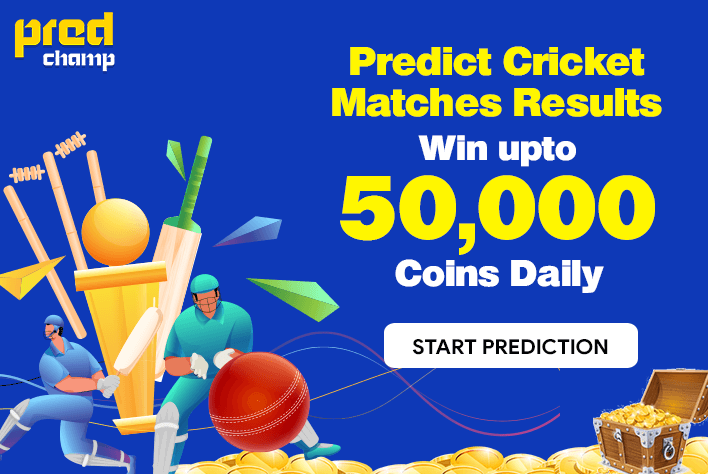 pred
champ
Predict Cricket
Matches Results
Win upto
50,000
Coins Daily
START PREDICTION